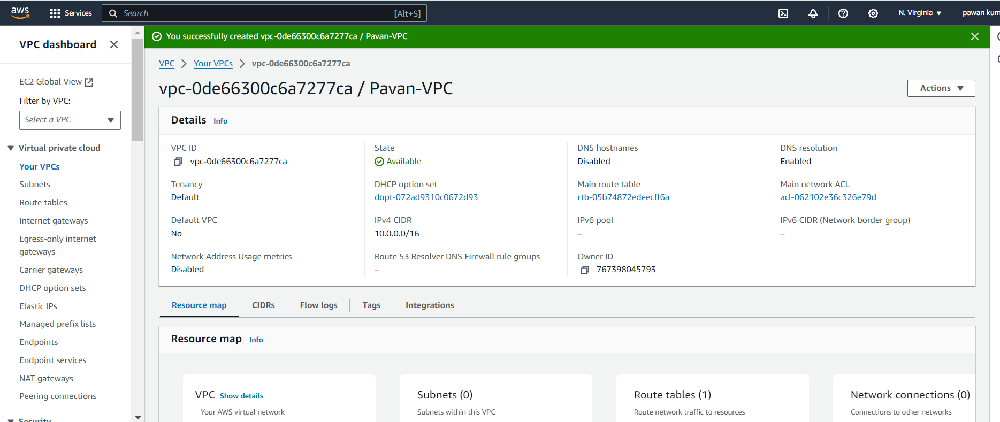 aws Services Search [Alt+S] N. Virginia pawan kum
VPC dashboard
EC2 Global View
Filter by VPC:
Select a VPC
Virtual private cloud
Your VPCs
Subnets
Route tables
Internet gateways
Egress-only internet
gateways
Carrier gateways
DHCP option sets
Elastic IPs
Managed prefix lists
Endpoints
Endpoint services
NAT gateways
Peering connections
Security
You successfully created vpc-0de66300c6a7277ca / Pavan-VPC
VPC Your VPCs vpc-0de66300c6a7277ca
vpc-0de66300c6a7277ca / Pavan-VPC
Actions
Details Info
VPC ID
vpc-0de66300c6a7277ca
State
Available
DNS hostnames
Disabled
DNS resolution
Enabled
Tenancy
Default
DHCP option set
dopt-072ad9310c0672d93
Main route table
rtb-05b74872edeecff6a
Main network ACL
acl-062102e36c326e79d
Default VPC
No
IPv4 CIDR
10.0.0.0/16
IPv6 pool
–
IPv6 CIDR (Network border group)
–
Network Address Usage metrics
Disabled
Route 53 Resolver DNS Firewall rule groups
–
Owner ID
767398045793
Resource map CIDRs Flow logs Tags Integrations
Resource map Info
VPC Show details
Your AWS virtual network
Subnets (0)
Subnets within this VPC
Route tables (1)
Route network traffic to resources
Network connections (0)
Connections to other networks